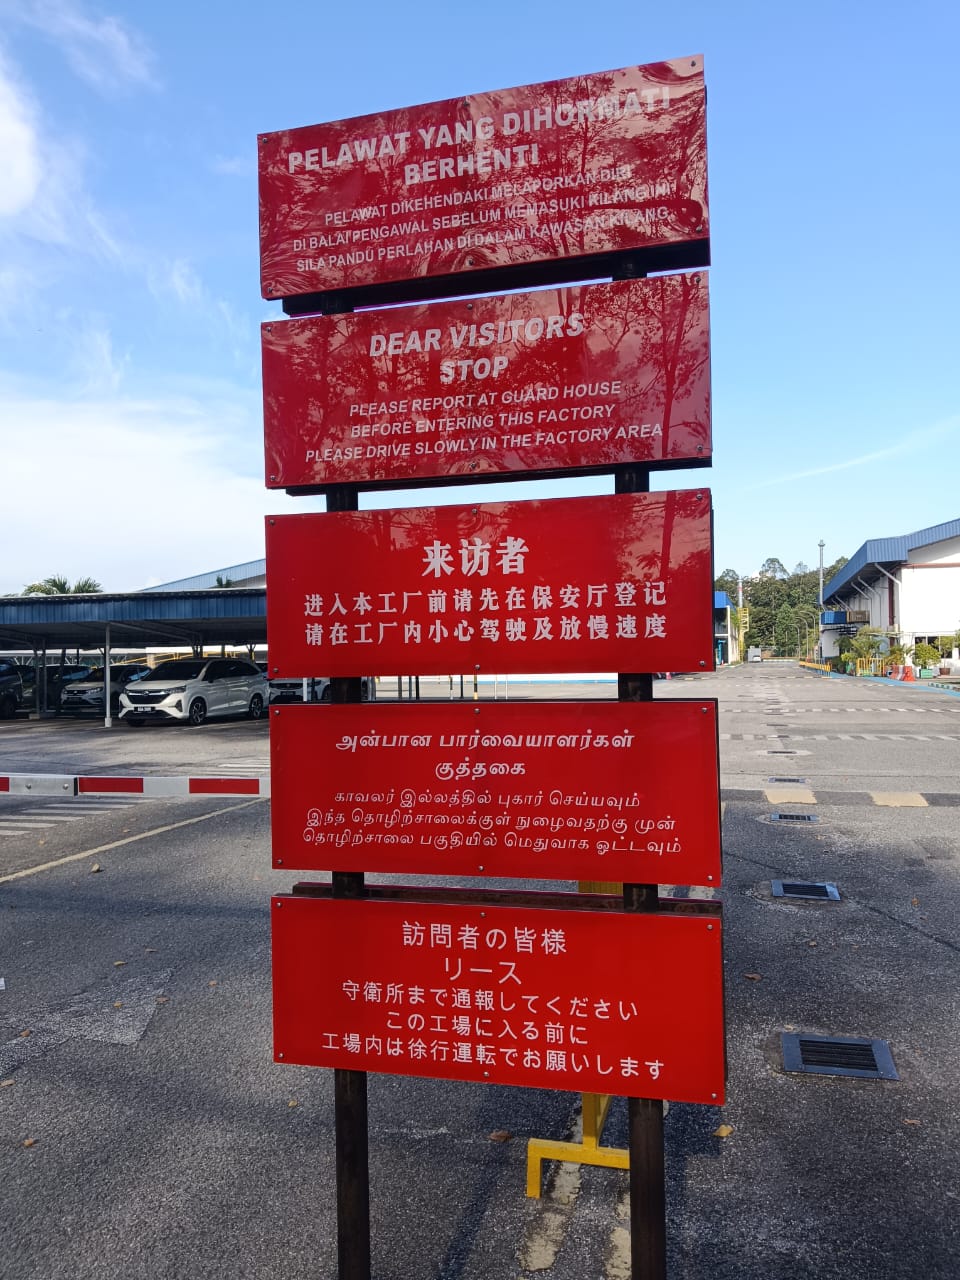 PELAWAT YANG DIHORMATI
BERHENTI
PELAWAT DIKEHENDAKI MELAPORKAN DIRI
DI BALAI PENGAWAL SEBELUM MEMASUKI KILANG INI
SILA PANDU PERLAHAN DI DALAM KAWASAN KILANG
DEAR VISITORS
STOP
PLEASE REPORT AT GUARD HOUSE
BEFORE ENTERING THIS FACTORY
PLEASE DRIVE SLOWLY IN THE FACTORY AREA
来访者
进入本工厂前请先在保安厅登记
请在工厂内小心驾驶及放慢速度
அன்பான பார்வையாளர்கள்
குத்தகை
காவலர் இல்லத்தில் புகார் செய்யவும்
இந்த தொழிற்சாலைக்குள் நுழைவதற்கு முன்
தொழிற்சாலை பகுதியில் மெதுவாக ஓட்டவும்
訪問者の皆様
リース
守衛所まで通報してください
この工場に入る前に
工場内は徐行運転でお願いします